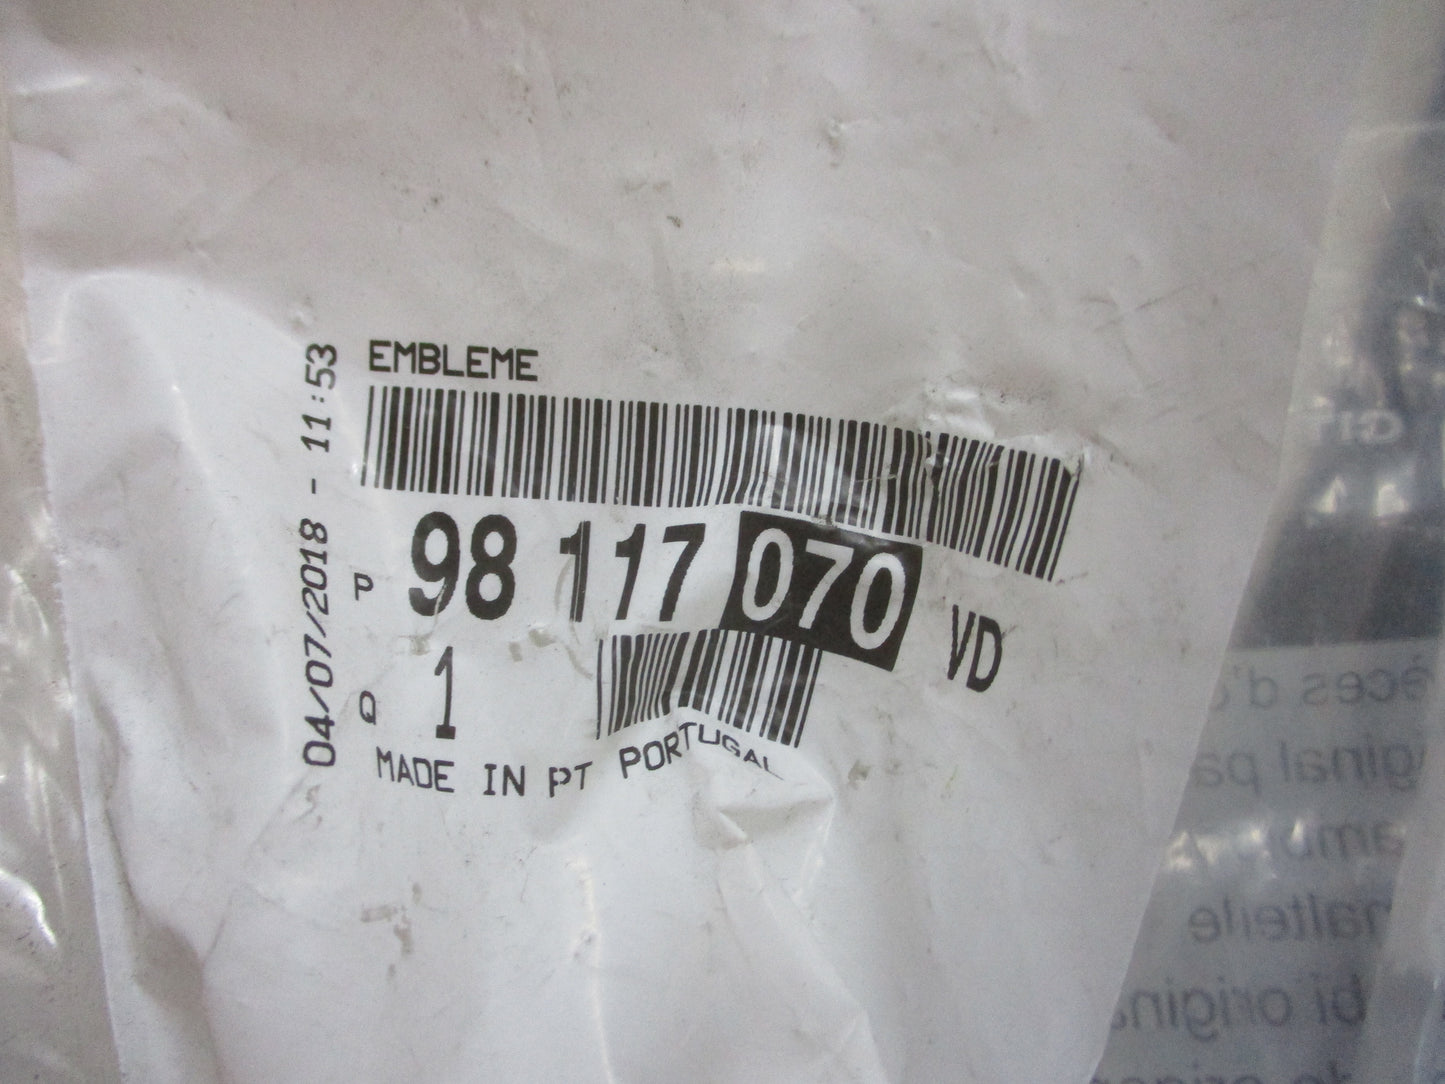 EMBLEME
04/07/2018 - 11:53
P 98 117 070 VD
Q 1
MADE IN PT PORTUGAL